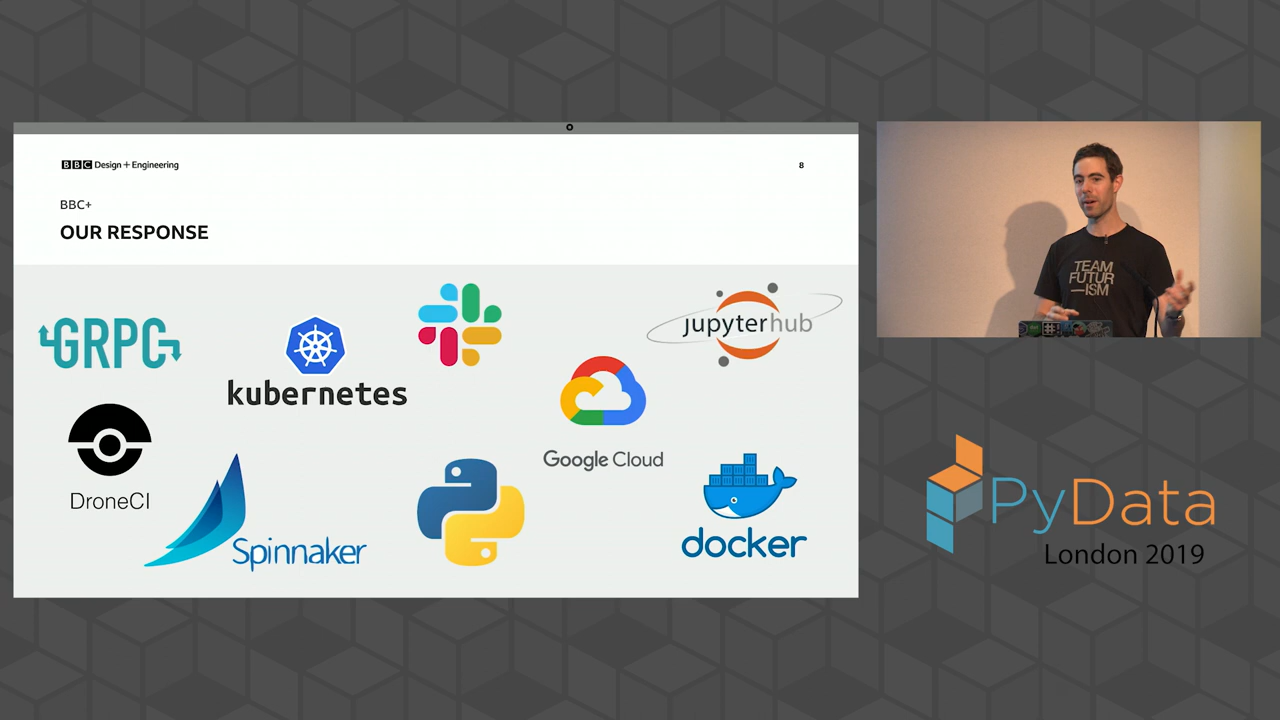 BBC Design + Engineering
8
BBC+
OUR RESPONSE
GRPC
kubernetes
jupyterhub
Google Cloud
DroneCI
Spinnaker
docker
TEAM
FUTUR
—ISM
PyData
London 2019